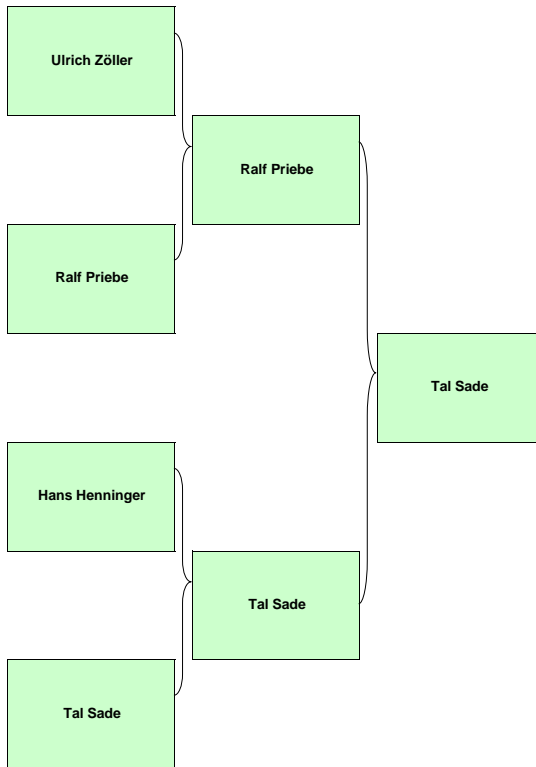 Ulrich Zöller
Ralf Priebe
Ralf Priebe
Tal Sade
Hans Henninger
Tal Sade
Tal Sade